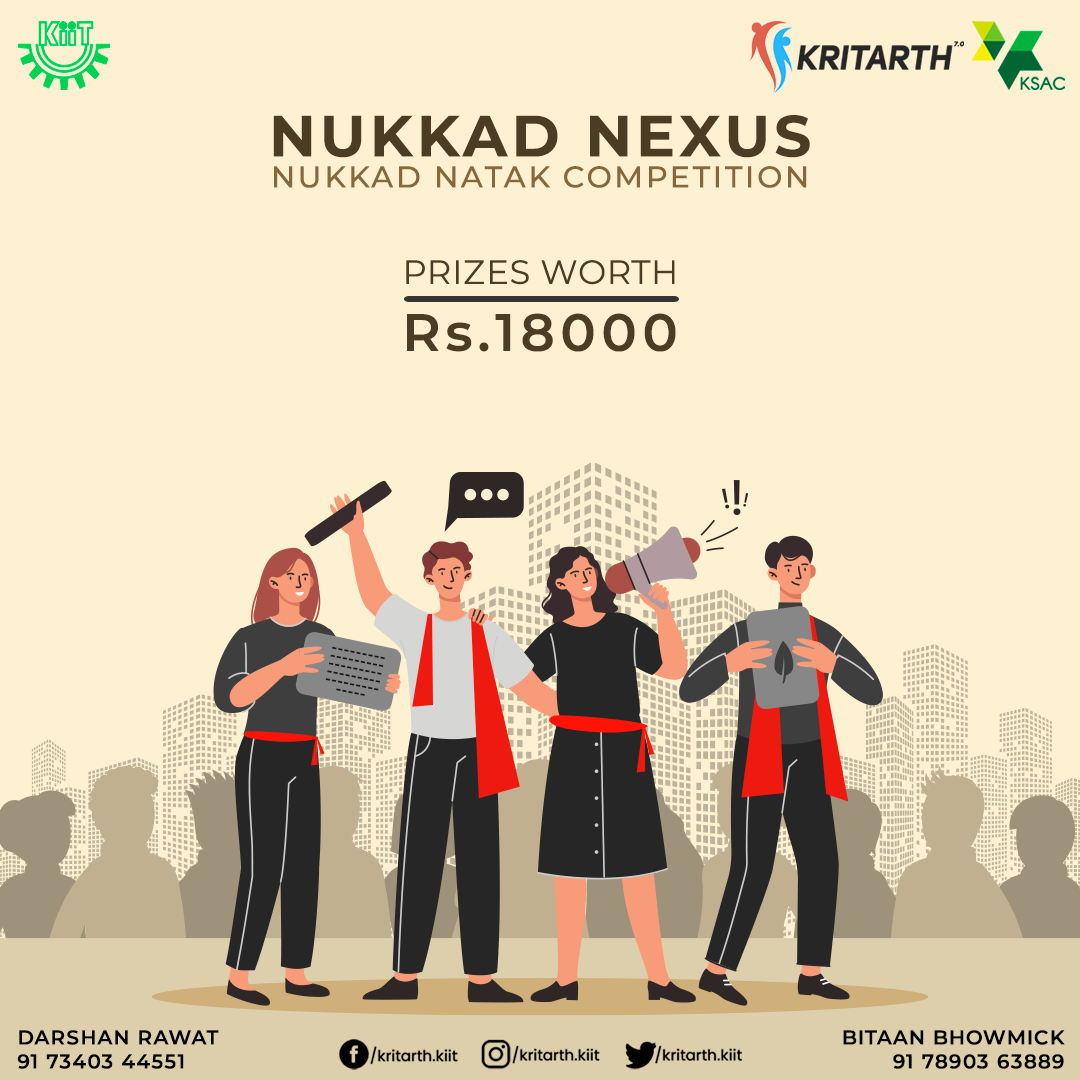 KiiT
KRITARTH 7.0
KSAC
NUKKAD NEXUS
NUKKAD NATAK COMPETITION
PRIZES WORTH
Rs.18000
DARSHAN RAWAT
91 73403 44551
/kritarth.kiit
/kritarth.kiit
/kritarth.kiit
BITAAN BHOWMICK
91 78903 63889